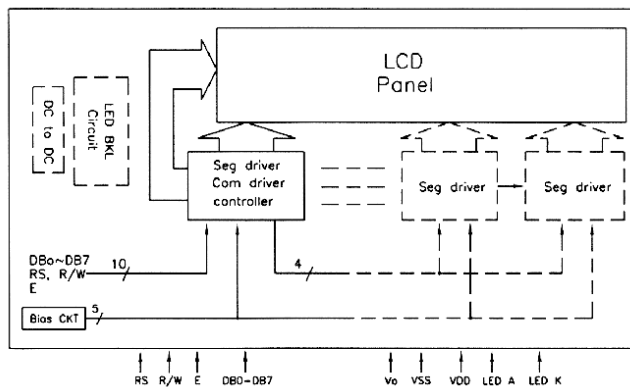 LCD
Panel
DC to DC
LED BKL
Circuit
Seg driver
Com driver
controller
Seg driver
Seg driver
DBo~DB7
RS, R/W
E
10
4
Bias CKT
5
RS R/W E DB0-DB7 Vo VSS VDD LED A LED K